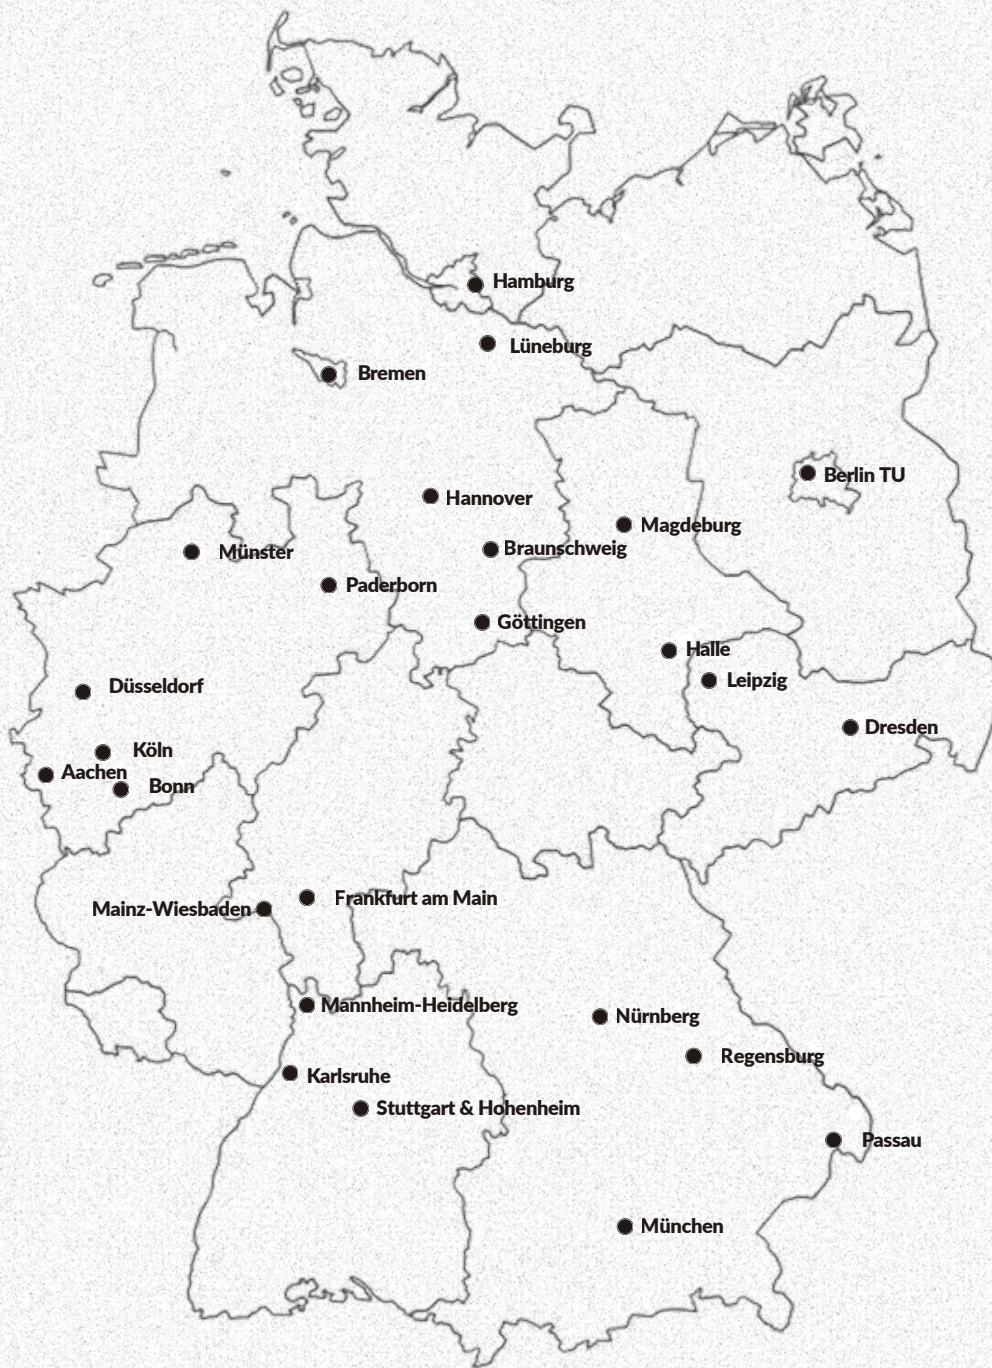 Hamburg
Lüneburg
Bremen
Berlin TU
Hannover
Magdeburg
Braunschweig
Münster
Paderborn
Göttingen
Halle
Leipzig
Düsseldorf
Dresden
Köln
Aachen
Bonn
Frankfurt am Main
Mainz-Wiesbaden
Mannheim-Heidelberg
Nürnberg
Regensburg
Karlsruhe
Stuttgart & Hohenheim
Passau
München